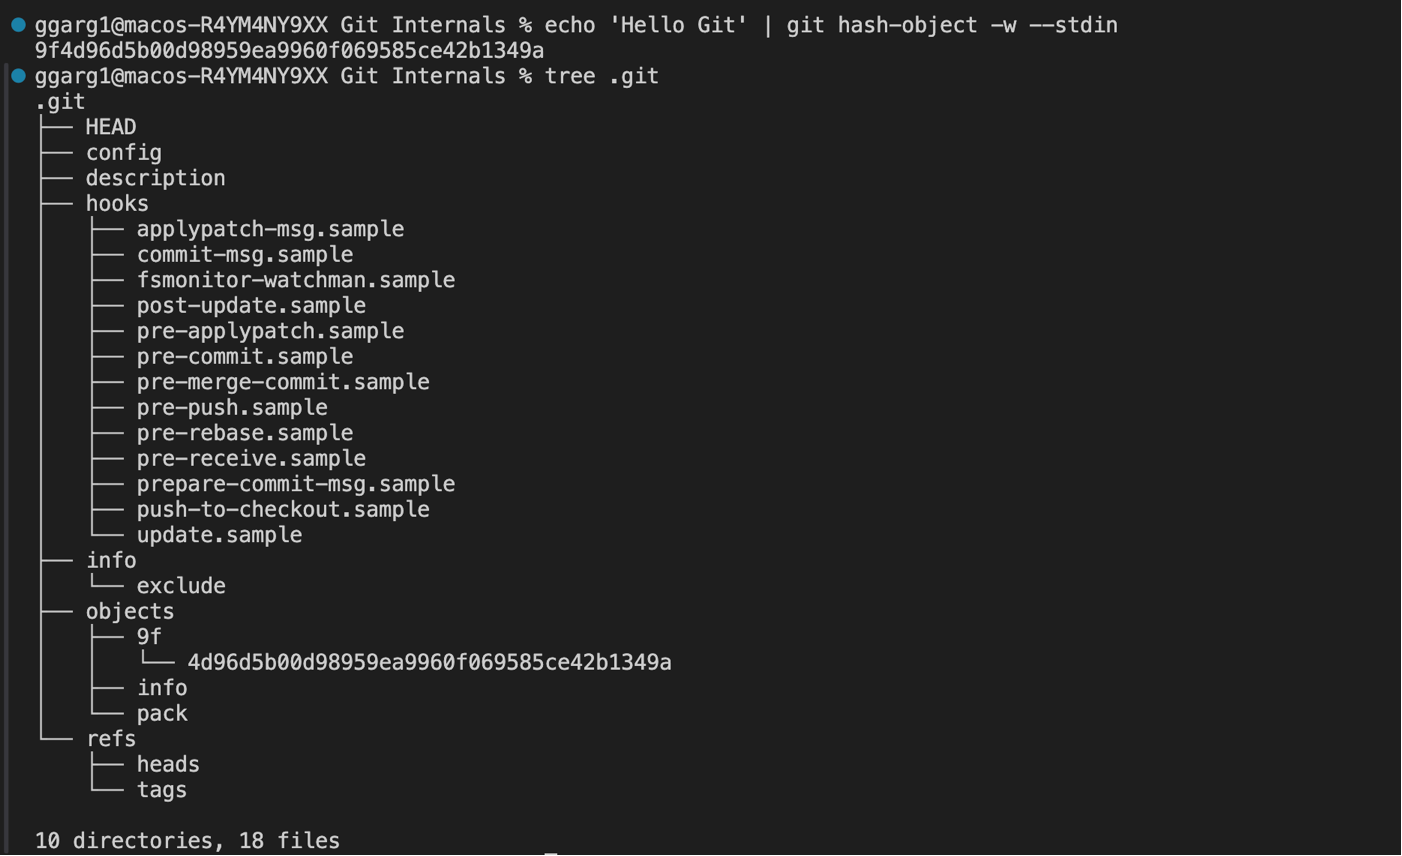 ggarg1@macos-R4YM4NY9XX Git Internals % echo 'Hello Git' | git hash-object -w --stdin
9f4d96d5b00d98959ea9960f069585ce42b1349a
ggarg1@macos-R4YM4NY9XX Git Internals % tree .git
.git
├── HEAD
├── config
├── description
├── hooks
│   ├── applypatch-msg.sample
│   ├── commit-msg.sample
│   ├── fsmonitor-watchman.sample
│   ├── post-update.sample
│   ├── pre-applypatch.sample
│   ├── pre-commit.sample
│   ├── pre-merge-commit.sample
│   ├── pre-push.sample
│   ├── pre-rebase.sample
│   ├── pre-receive.sample
│   ├── prepare-commit-msg.sample
│   ├── push-to-checkout.sample
│   └── update.sample
├── info
│   └── exclude
├── objects
│   ├── 9f
│   │   └── 4d96d5b00d98959ea9960f069585ce42b1349a
│   ├── info
│   └── pack
└── refs
    ├── heads
    └── tags
10 directories, 18 files